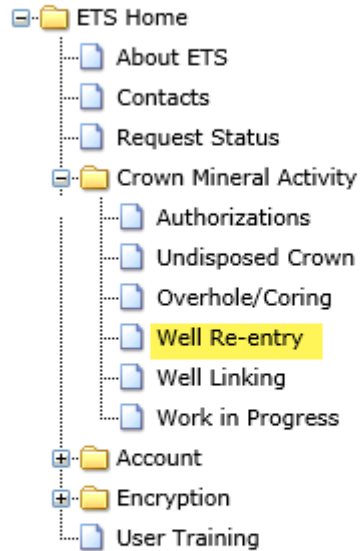 ETS Home
About ETS
Contacts
Request Status
Crown Mineral Activity
Authorizations
Undisposed Crown
Overhole/Coring
Well Re-entry
Well Linking
Work in Progress
Account
Encryption
User Training